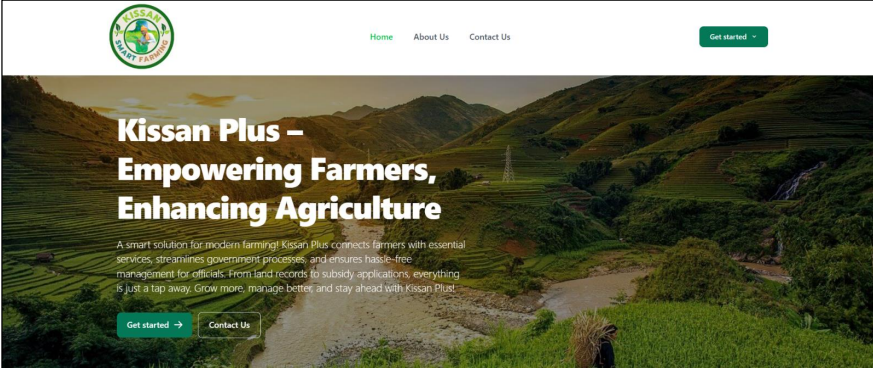 KISSAN
SMART FARMING
Home About Us Contact Us
Get started
Kissan Plus –
Empowering Farmers,
Enhancing Agriculture
A smart solution for modern farming! Kissan Plus connects farmers with essential
services, streamlines government processes, and ensures hassle-free
management for officials. From land records to subsidy applications, everything
is just a tap away. Grow more, manage better, and stay ahead with Kissan Plus!
Get started → Contact Us